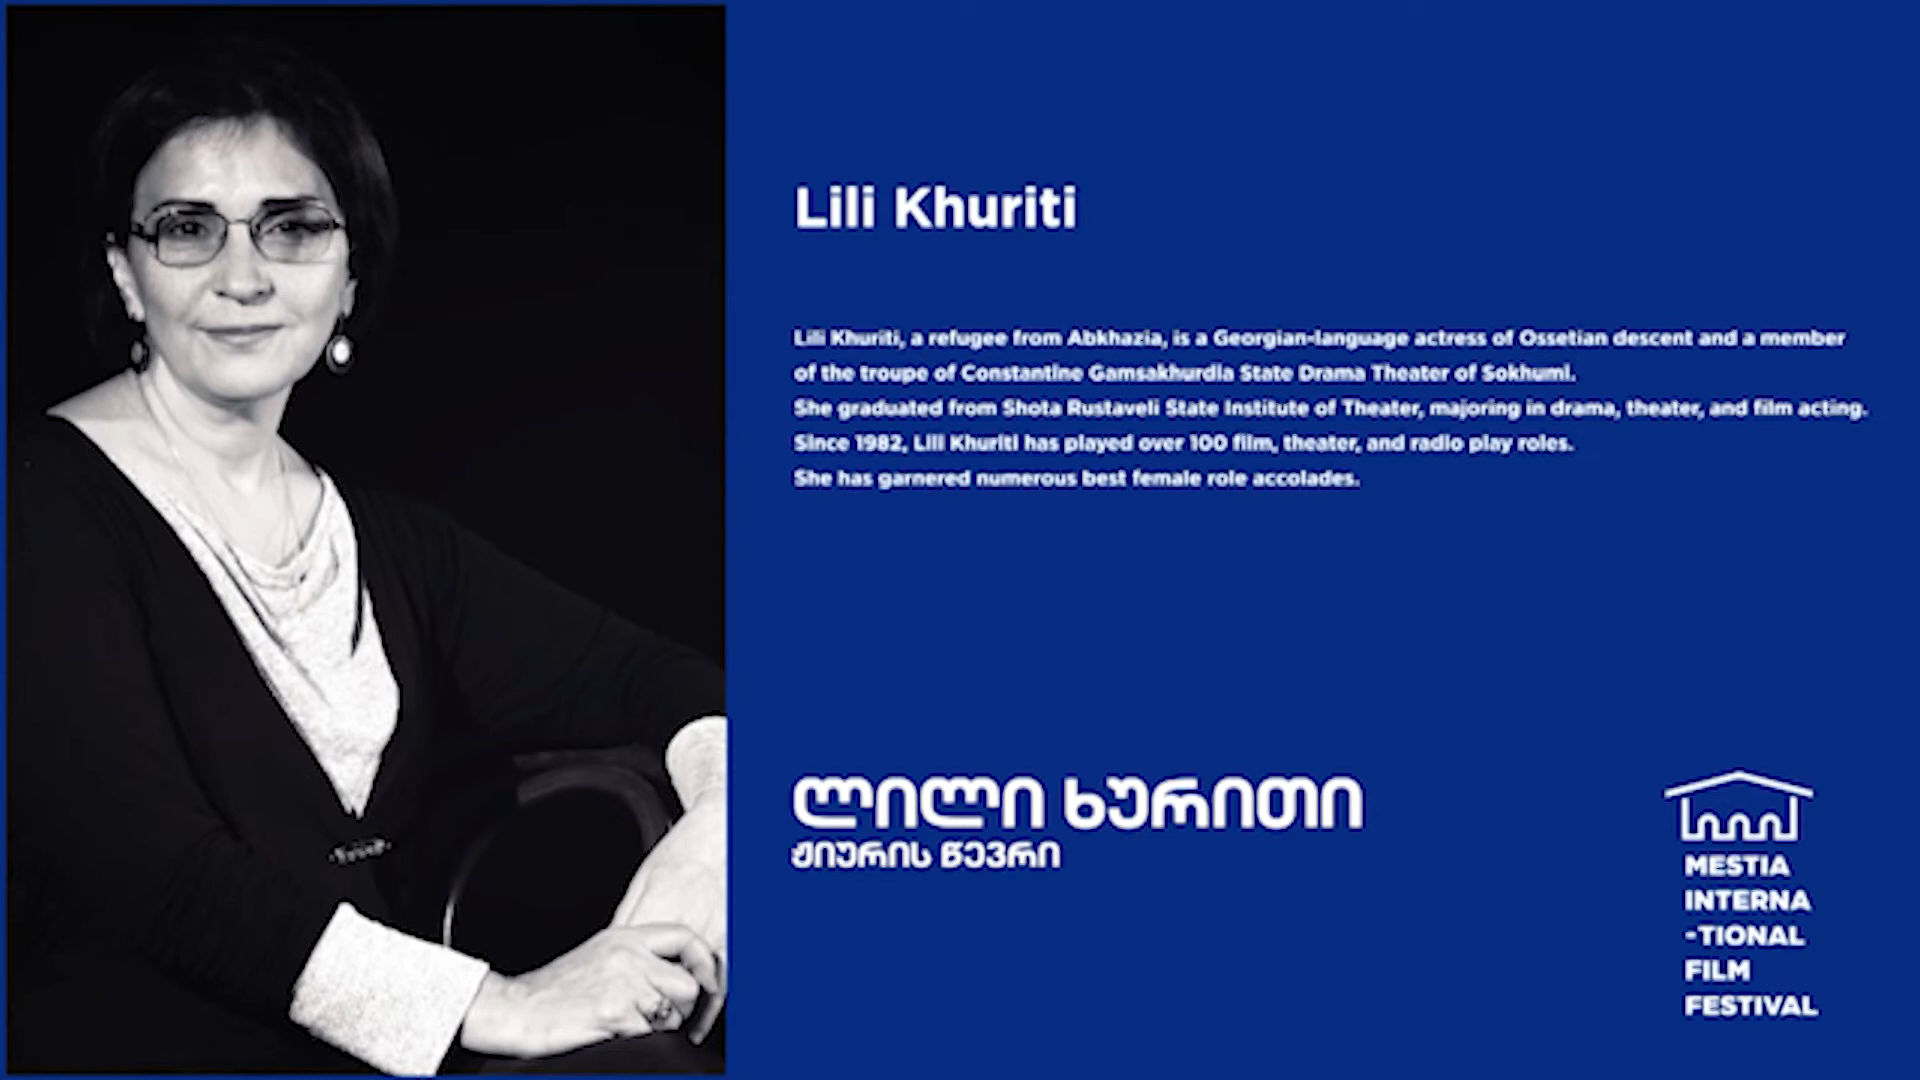 Lili Khuriti
Lili Khuriti, a refugee from Abkhazia, is a Georgian-language actress of Ossetian descent and a member
of the troupe of Constantine Gamsakhurdia State Drama Theater of Sokhumi.
She graduated from Shota Rustaveli State Institute of Theater, majoring in drama, theater, and film acting.
Since 1982, Lili Khuriti has played over 100 film, theater, and radio play roles.
She has garnered numerous best female role accolades.
ლილი ხურითი
ჟიურის წევრი
MESTIA
INTERNA
-TIONAL
FILM
FESTIVAL